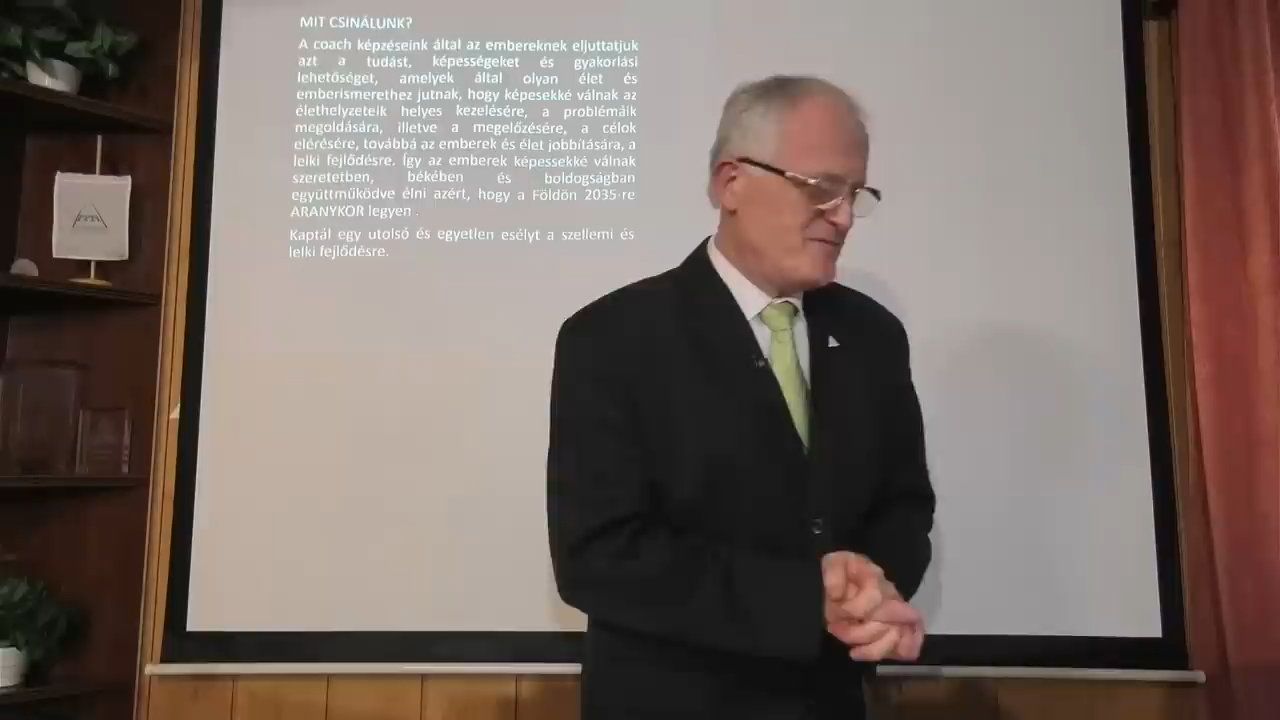 MIT CSINÁLUNK?
A coach képzéseink által az embereknek eljuttatjuk
azt a tudást, képességeket és gyakorlási
lehetőséget, amelyek által olyan élet és
emberismerethez jutnak, hogy képesekké válnak az
élethelyzeteik helyes kezelésére, a problémáik
megoldására, illetve a megelőzésére, a célok
elérésére, továbbá az emberek és élet jobbítására, a
lelki fejlődésre. Így az emberek képessekké válnak
szeretetben, békében és boldogságban
együttműködve élni azért, hogy a Földön 2035-re
ARANYKOR legyen .
Kaptál egy utolsó és egyetlen esélyt a szellemi és
lelki fejlődésre.